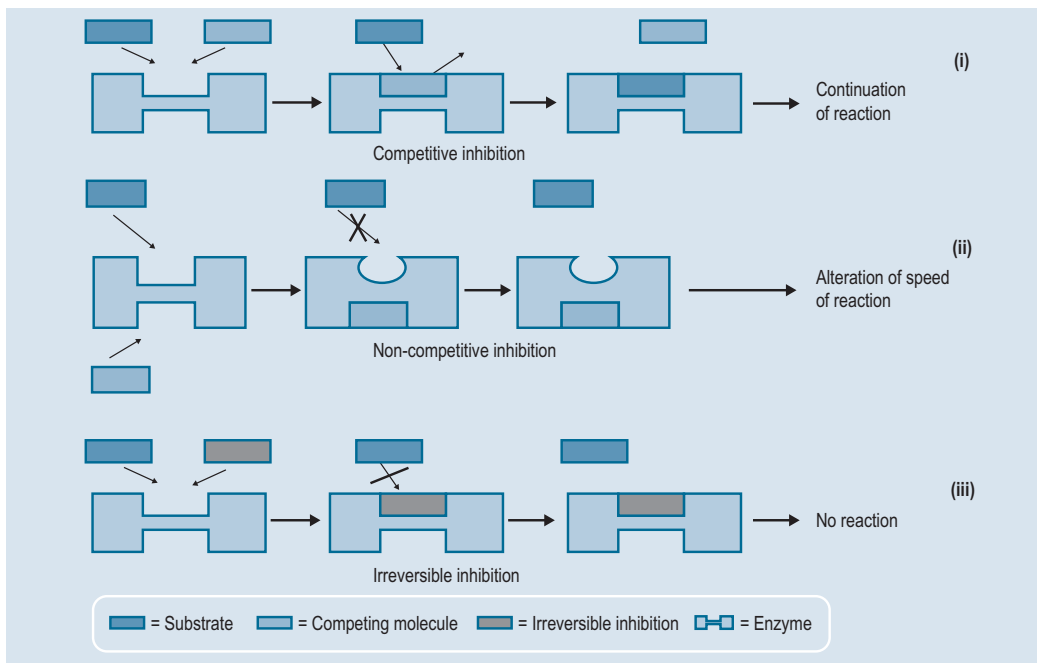 (i)
Continuation
of reaction
Competitive inhibition
(ii)
Alteration of speed
of reaction
Non-competitive inhibition
(iii)
No reaction
Irreversible inhibition
= Substrate = Competing molecule = Irreversible inhibition = Enzyme